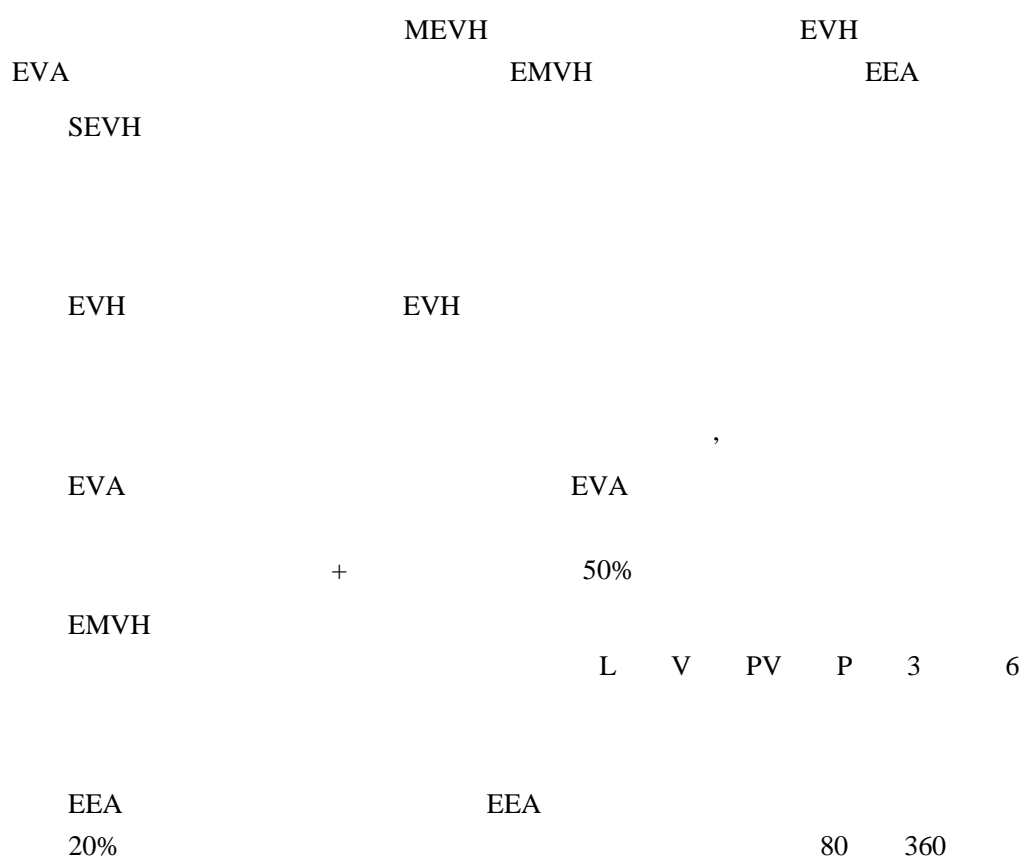 MEVH EVH
EVA EMVH EEA
SEVH
EVH EVH
,
EVA EVA
+ 50%
EMVH
L V PV P 3 6
EEA EEA
20% 80 360